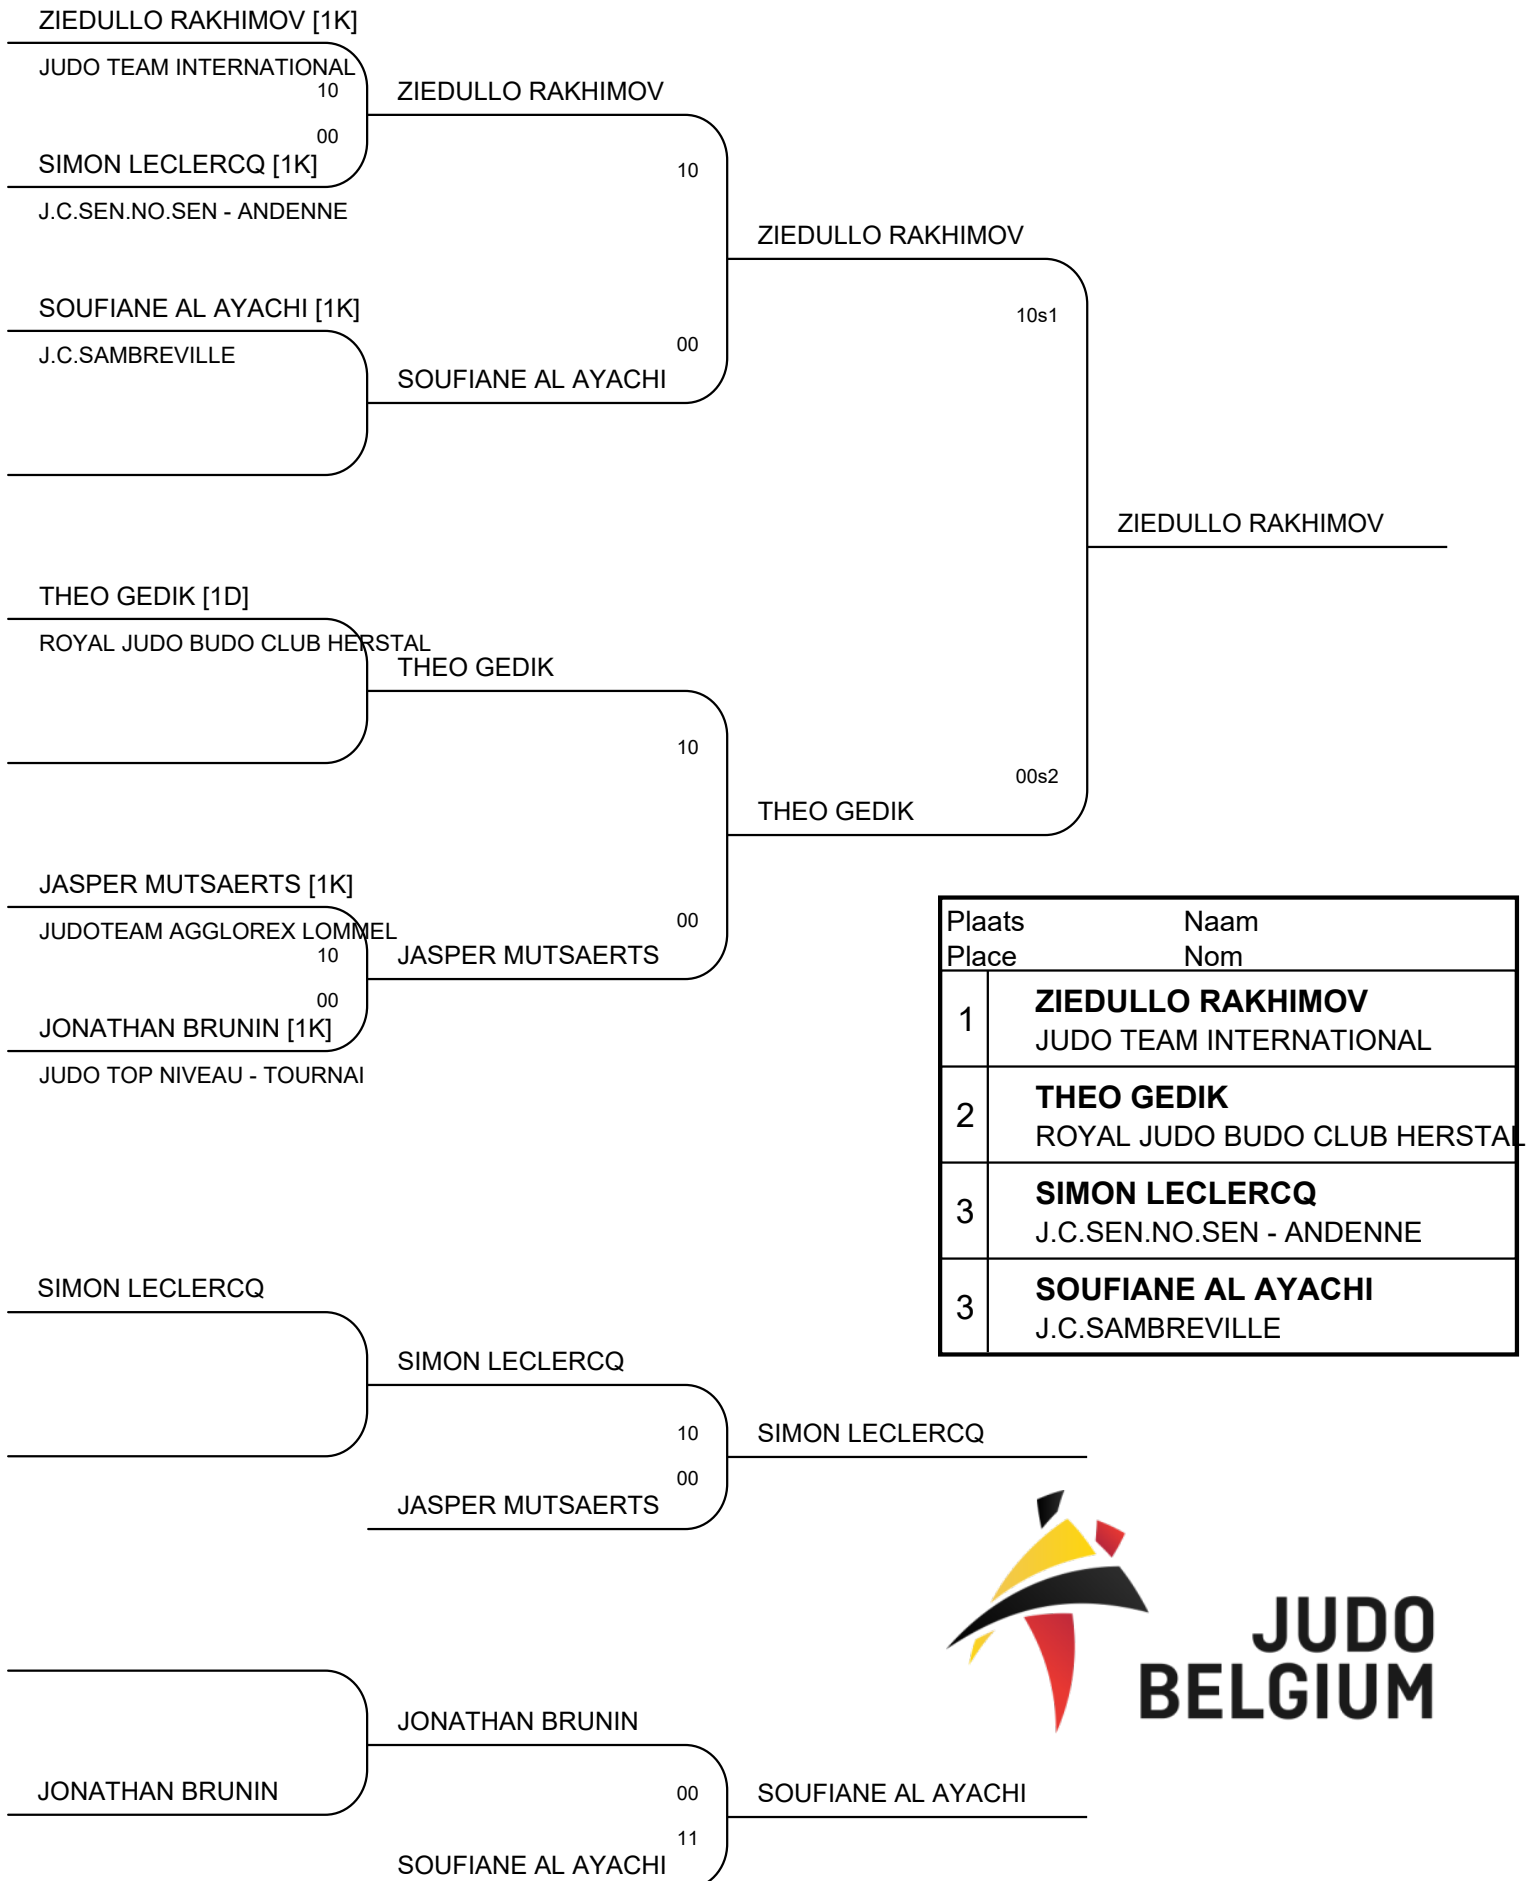 ZIEDULLO RAKHIMOV [1K]
JUDO TEAM INTERNATIONAL
10
ZIEDULLO RAKHIMOV
00
SIMON LECLERCQ [1K]
J.C.SEN.NO.SEN - ANDENNE
10
ZIEDULLO RAKHIMOV
SOUFIANE AL AYACHI [1K]
J.C.SAMBREVILLE
00
SOUFIANE AL AYACHI
10s1
ZIEDULLO RAKHIMOV
THEO GEDIK [1D]
ROYAL JUDO BUDO CLUB HERSTAL
THEO GEDIK
10
00s2
THEO GEDIK
JASPER MUTSAERTS [1K]
JUDOTEAM AGGLOREX LOMMEL
10
00
JASPER MUTSAERTS
00
JONATHAN BRUNIN [1K]
JUDO TOP NIVEAU - TOURNAI
Plaats Naam
Place Nom
1 ZIEDULLO RAKHIMOV
JUDO TEAM INTERNATIONAL
2 THEO GEDIK
ROYAL JUDO BUDO CLUB HERSTAL
3 SIMON LECLERCQ
J.C.SEN.NO.SEN - ANDENNE
3 SOUFIANE AL AYACHI
J.C.SAMBREVILLE
SIMON LECLERCQ
SIMON LECLERCQ
10
SIMON LECLERCQ
00
JASPER MUTSAERTS
JUDO
BELGIUM
JONATHAN BRUNIN
JONATHAN BRUNIN
00
SOUFIANE AL AYACHI
11
SOUFIANE AL AYACHI